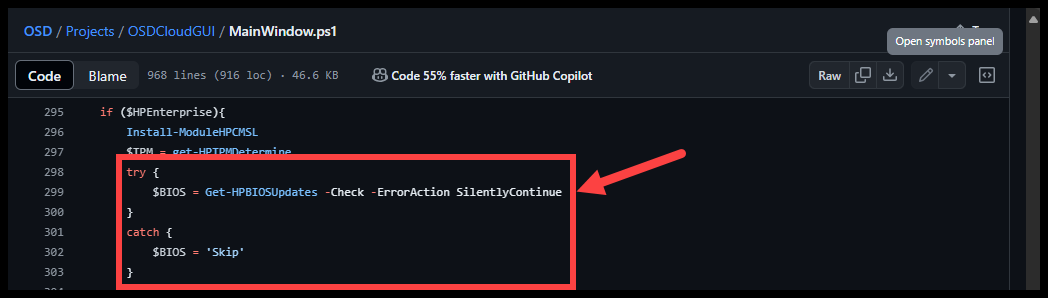 OSD / Projects / OSDCloudGUI / MainWindow.ps1
Open symbols panel
Code Blame 968 lines (916 loc) · 46.6 KB Code 55% faster with GitHub Copilot Raw
295 if ($HPEnterprise){
296 Install-ModuleHPCMSL
297 $TPM = get-HPTPMDetermine
298 try {
299 $BIOS = Get-HPBIOSUpdates -Check -ErrorAction SilentlyContinue
300 }
301 catch {
302 $BIOS = 'Skip'
303 }